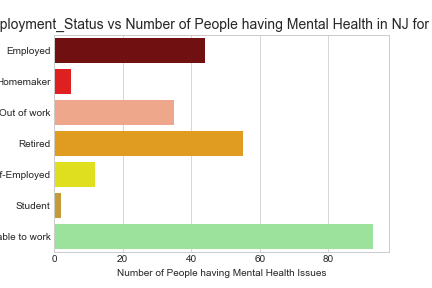 ployment_Status vs Number of People having Mental Health in NJ for
Employed
Homemaker
Out of work
Retired
f-Employed
Student
able to work
0 20 40 60 80
Number of People having Mental Health Issues